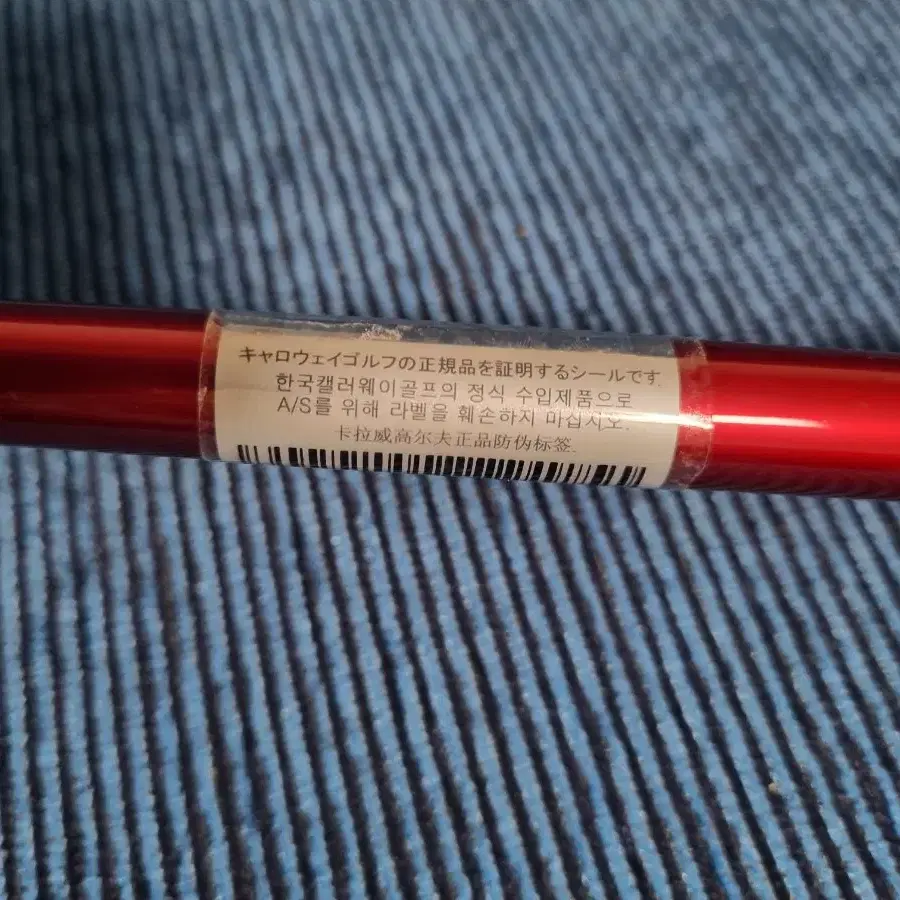 キャロウェイゴルフの正規品を証明するシールです.
한국캘러웨이골프의 정식 수입제품으로
A/S를 위해 라벨을 훼손하지 마십시오.
卡拉威高尔夫正品防伪标签.